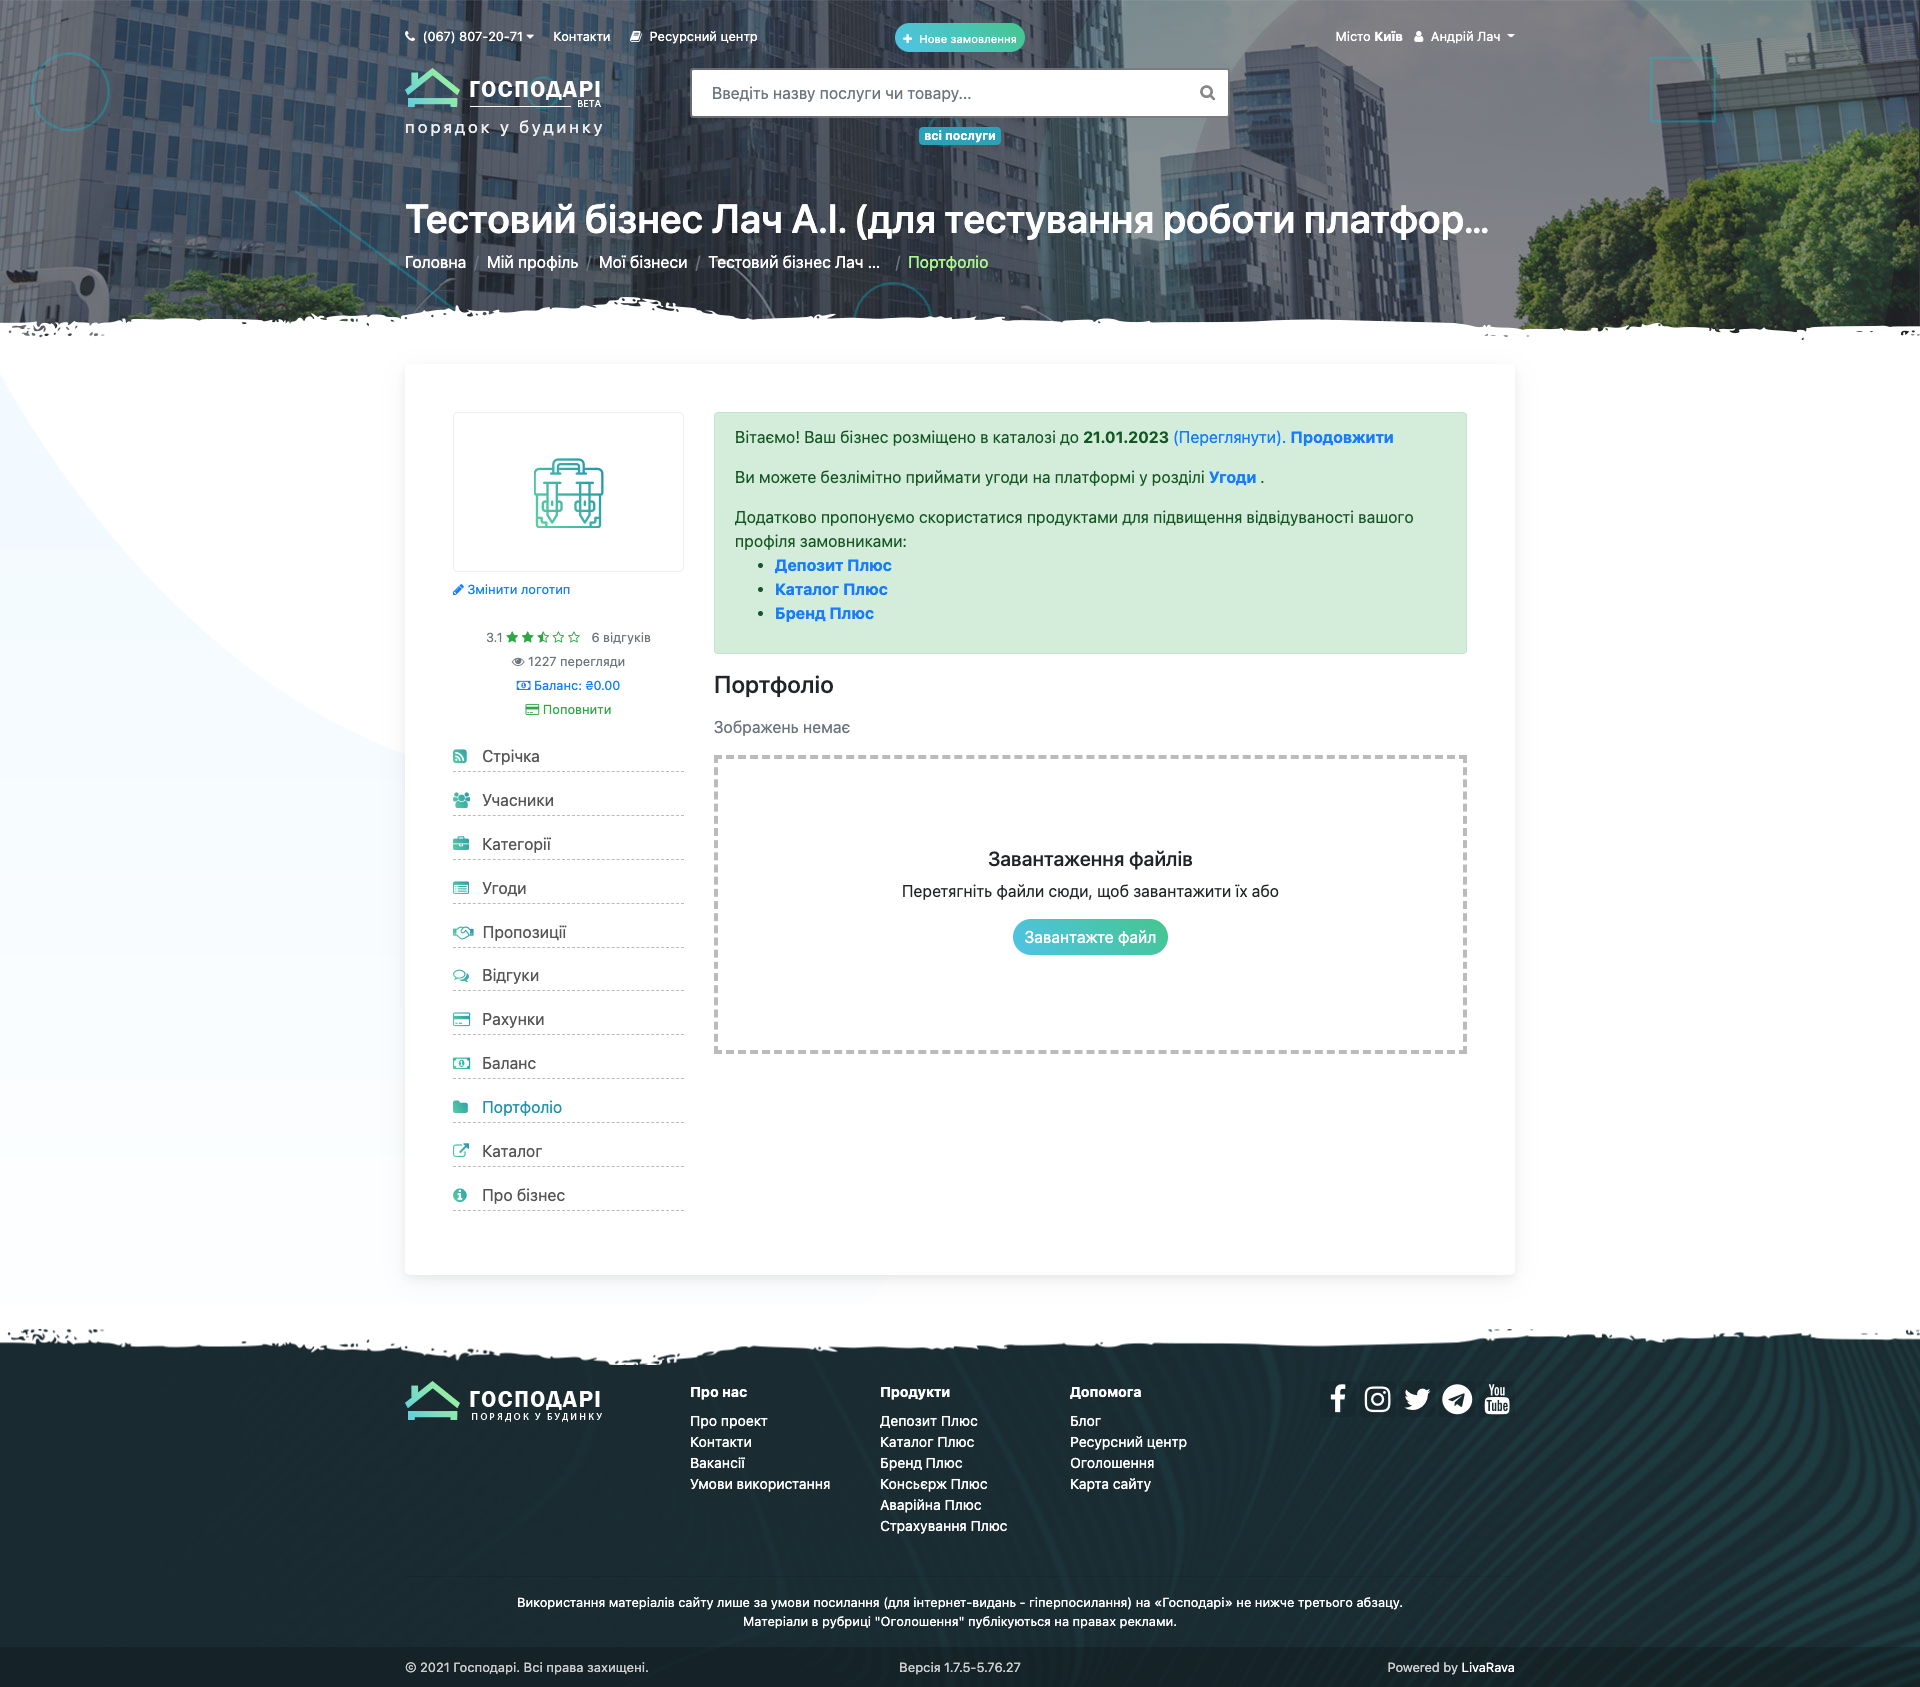 (067) 807-20-71 Контакти Ресурсний центр
Нове замовлення
Місто Київ Андрій Лач
ГОСПОДАРІ
BETA
порядок у будинку
Введіть назву послуги чи товару...
всі послуги
Тестовий бізнес Лач А.І. (для тестування роботи платфор...
Головна / Мій профіль / Мої бізнеси / Тестовий бізнес Лач ... / Портфоліо
Змінити логотип
3.1 6 відгуків
1227 перегляди
Баланс: ₴0.00
Поповнити
Стрічка
Учасники
Категорії
Угоди
Пропозиції
Відгуки
Рахунки
Баланс
Портфоліо
Каталог
Про бізнес
Вітаємо! Ваш бізнес розміщено в каталозі до 21.01.2023 (Переглянути). Продовжити
Ви можете безлімітно приймати угоди на платформі у розділі Угоди .
Додатково пропонуємо скористатися продуктами для підвищення відвідуваності вашого
профіля замовниками:
• Депозит Плюс
• Каталог Плюс
• Бренд Плюс
Портфоліо
Зображень немає
Завантаження файлів
Перетягніть файли сюди, щоб завантажити їх або
Завантажте файл
ГОСПОДАРІ
ПОРЯДОК У БУДИНКУ
Про нас
Про проект
Контакти
Вакансії
Умови використання
Продукти
Депозит Плюс
Каталог Плюс
Бренд Плюс
Консьєрж Плюс
Аварійна Плюс
Страхування Плюс
Допомога
Блог
Ресурсний центр
Оголошення
Карта сайту
You
Tube
Використання матеріалів сайту лише за умови посилання (для інтернет-видань - гіперпосилання) на «Господарі» не нижче третього абзацу.
Матеріали в рубриці "Оголошення" публікуються на правах реклами.
© 2021 Господарі. Всі права захищені.
Версія 1.7.5-5.76.27
Powered by LivaRava